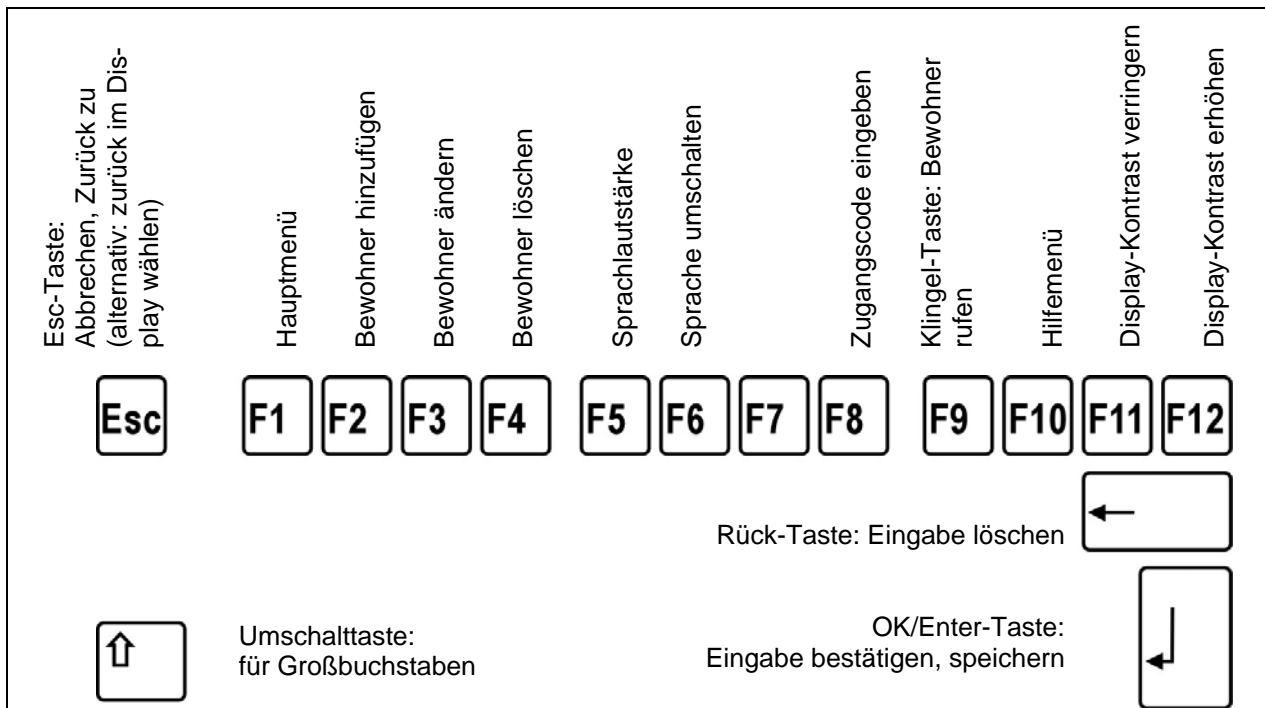 Esc-Taste:
Abbrechen, Zurück zu
(alternativ: zurück im Dis-
play wählen)
Hauptmenü
Bewohner hinzufügen
Bewohner ändern
Bewohner löschen
Sprachlautstärke
Sprache umschalten
Zugangscode eingeben
Klingel-Taste: Bewohner
rufen
Hilfemenü
Display-Kontrast verringern
Display-Kontrast erhöhen
Esc F1 F2 F3 F4 F5 F6 F7 F8 F9 F10 F11 F12
Rück-Taste: Eingabe löschen
Umschalttaste:
für Großbuchstaben
OK/Enter-Taste:
Eingabe bestätigen, speichern